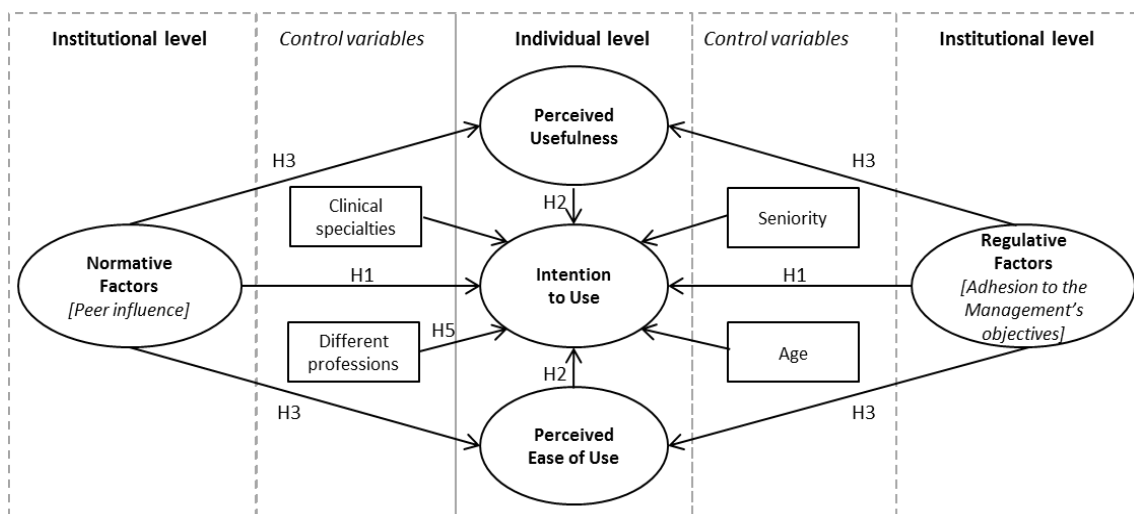 Institutional level
Control variables
Individual level
Control variables
Institutional level
Perceived
Usefulness
H3
H3
H2
Clinical
specialties
Seniority
Normative
Factors
[Peer influence]
H1
Intention
to Use
H1
Regulative
Factors
[Adhesion to the
Management’s
objectives]
Different
professions
H5
Age
H2
H3
H3
Perceived
Ease of Use